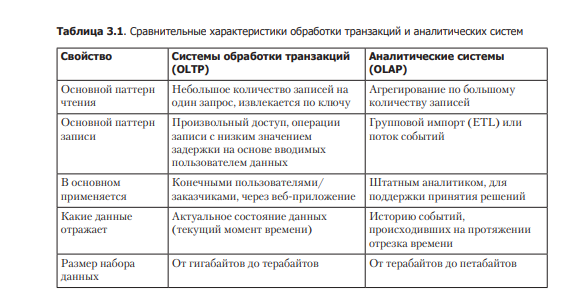 Таблица 3.1. Сравнительные характеристики обработки транзакций и аналитических систем
Свойство
Системы обработки транзакций
(OLTP)
Аналитические системы
(OLAP)
Основной паттерн
чтения
Небольшое количество записей на
один запрос, извлекается по ключу
Агрегирование по большому
количеству записей
Основной паттерн
записи
Произвольный доступ, операции
записи с низким значением
задержки на основе вводимых
пользователем данных
Групповой импорт (ETL) или
поток событий
В основном
применяется
Конечными пользователями/
заказчиками, через веб-приложение
Штатным аналитиком, для
поддержки принятия решений
Какие данные
отражает
Актуальное состояние данных
(текущий момент времени)
Историю событий,
происходивших на протяжении
отрезка времени
Размер набора
данных
От гигабайтов до терабайтов
От терабайтов до петабайтов